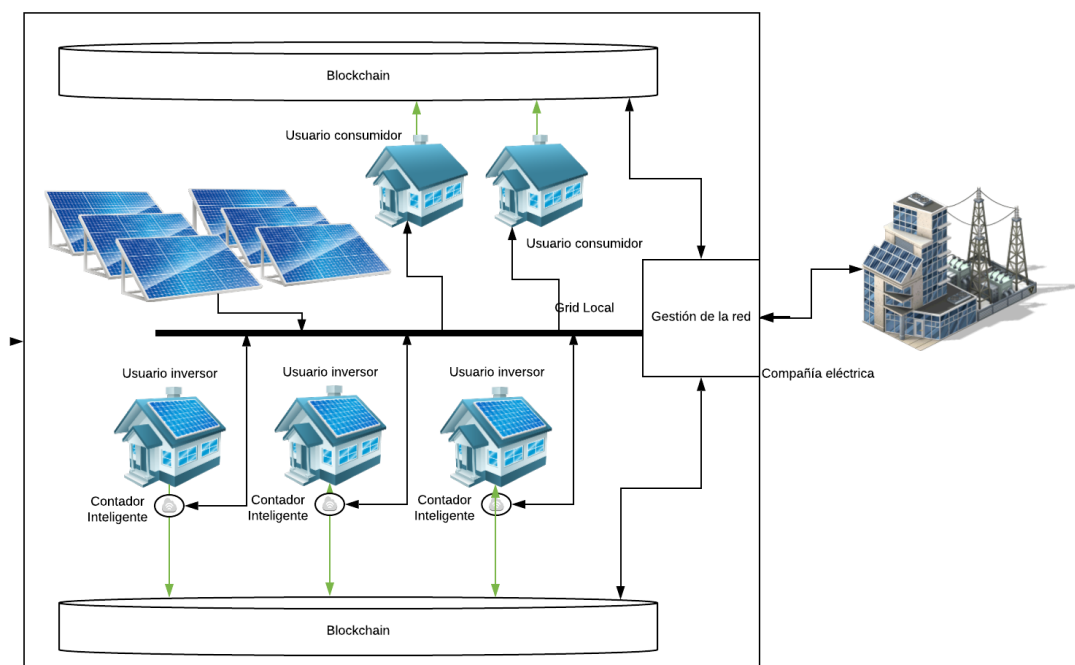 Blockchain
Usuario consumidor
Usuario consumidor
Grid Local
Gestión de la red
Compañía eléctrica
Usuario inversor
Usuario inversor
Usuario inversor
Contador
Inteligente
Contador
Inteligente
Contador
Inteligente
Blockchain